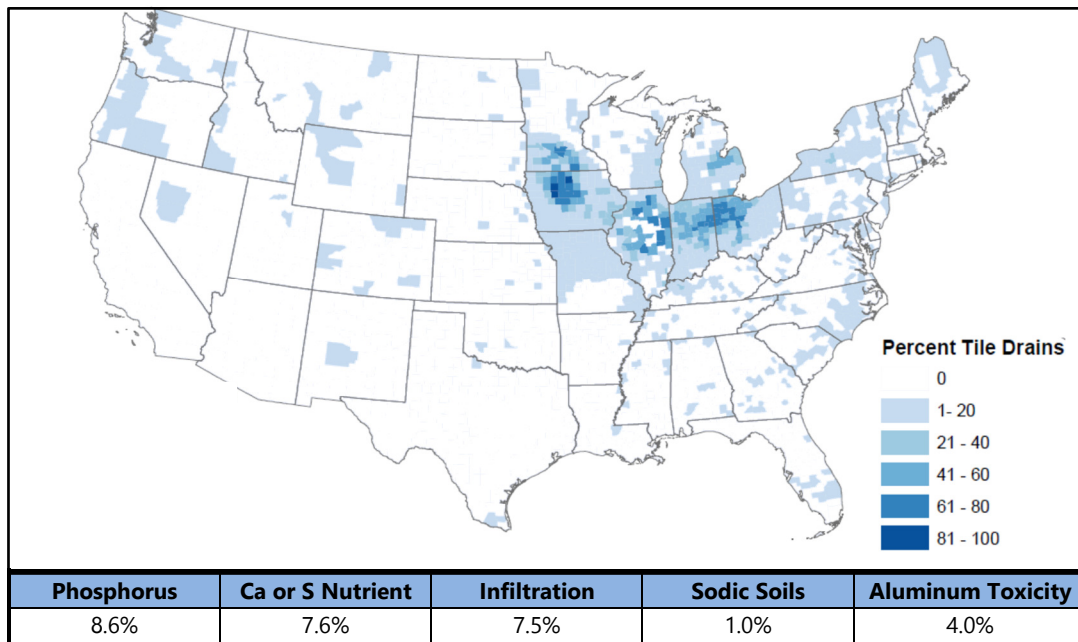 Percent Tile Drains
0
1- 20
21 - 40
41 - 60
61 - 80
81 - 100
Phosphorus Ca or S Nutrient Infiltration Sodic Soils Aluminum Toxicity
8.6% 7.6% 7.5% 1.0% 4.0%